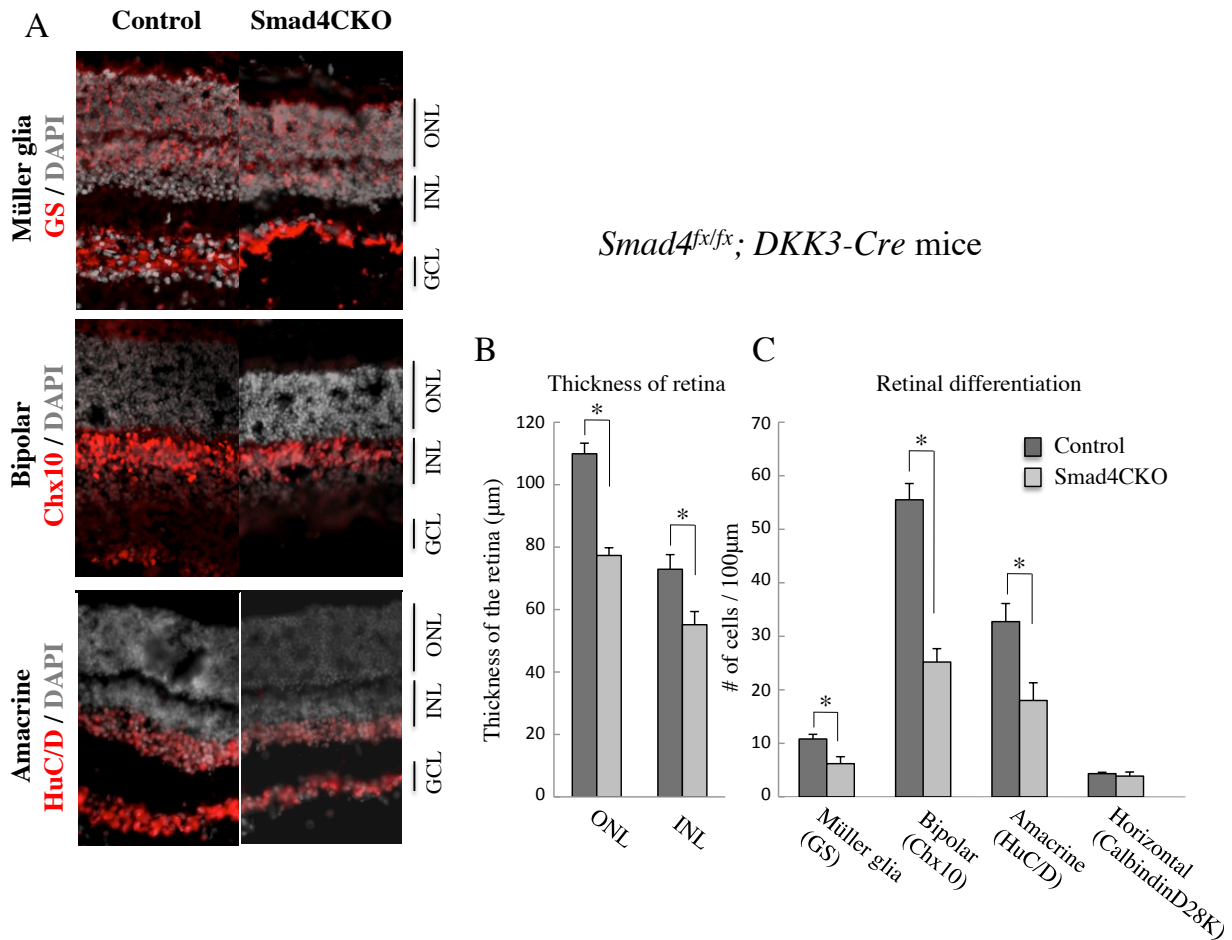 A
Control
Smad4CKO
Müller glia
GS / DAPI
ONL
INL
GCL
Bipolar
Chx10 / DAPI
ONL
INL
GCL
Amacrine
HuC/D / DAPI
ONL
INL
GCL
Smad4fx/fx; DKK3-Cre mice
B
Thickness of retina
Thickness of the retina (μm)
120
100
80
60
40
20
0
*
*
ONL
INL
C
Retinal differentiation
# of cells / 100μm
70
60
50
40
30
20
10
0
*
*
*
Control
Smad4CKO
Müller glia
(GS)
Bipolar
(Chx10)
Amacrine
(HuC/D)
Horizontal
(CalbindinD28K)